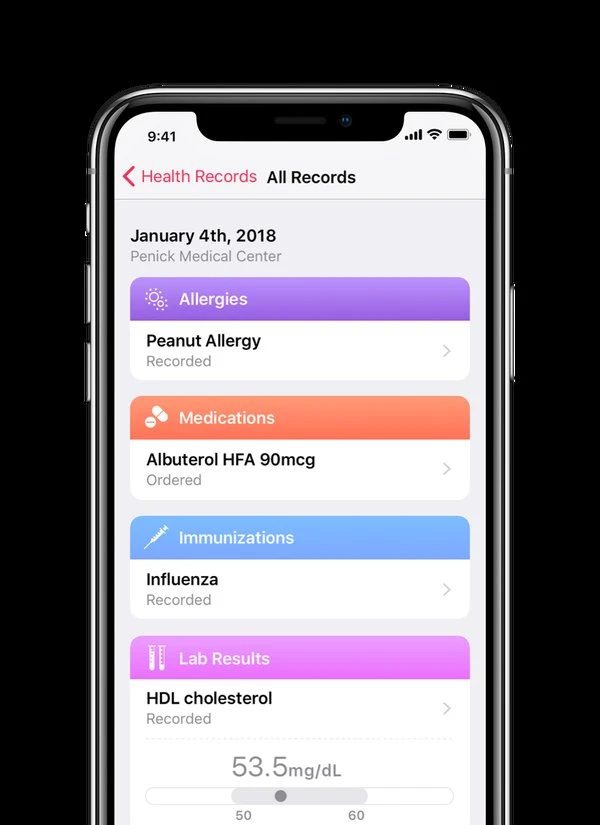 9:41
Health Records All Records
January 4th, 2018
Penick Medical Center
Allergies
Peanut Allergy
Recorded
Medications
Albuterol HFA 90mcg
Ordered
Immunizations
Influenza
Recorded
Lab Results
HDL cholesterol
Recorded
53.5mg/dL
50 60